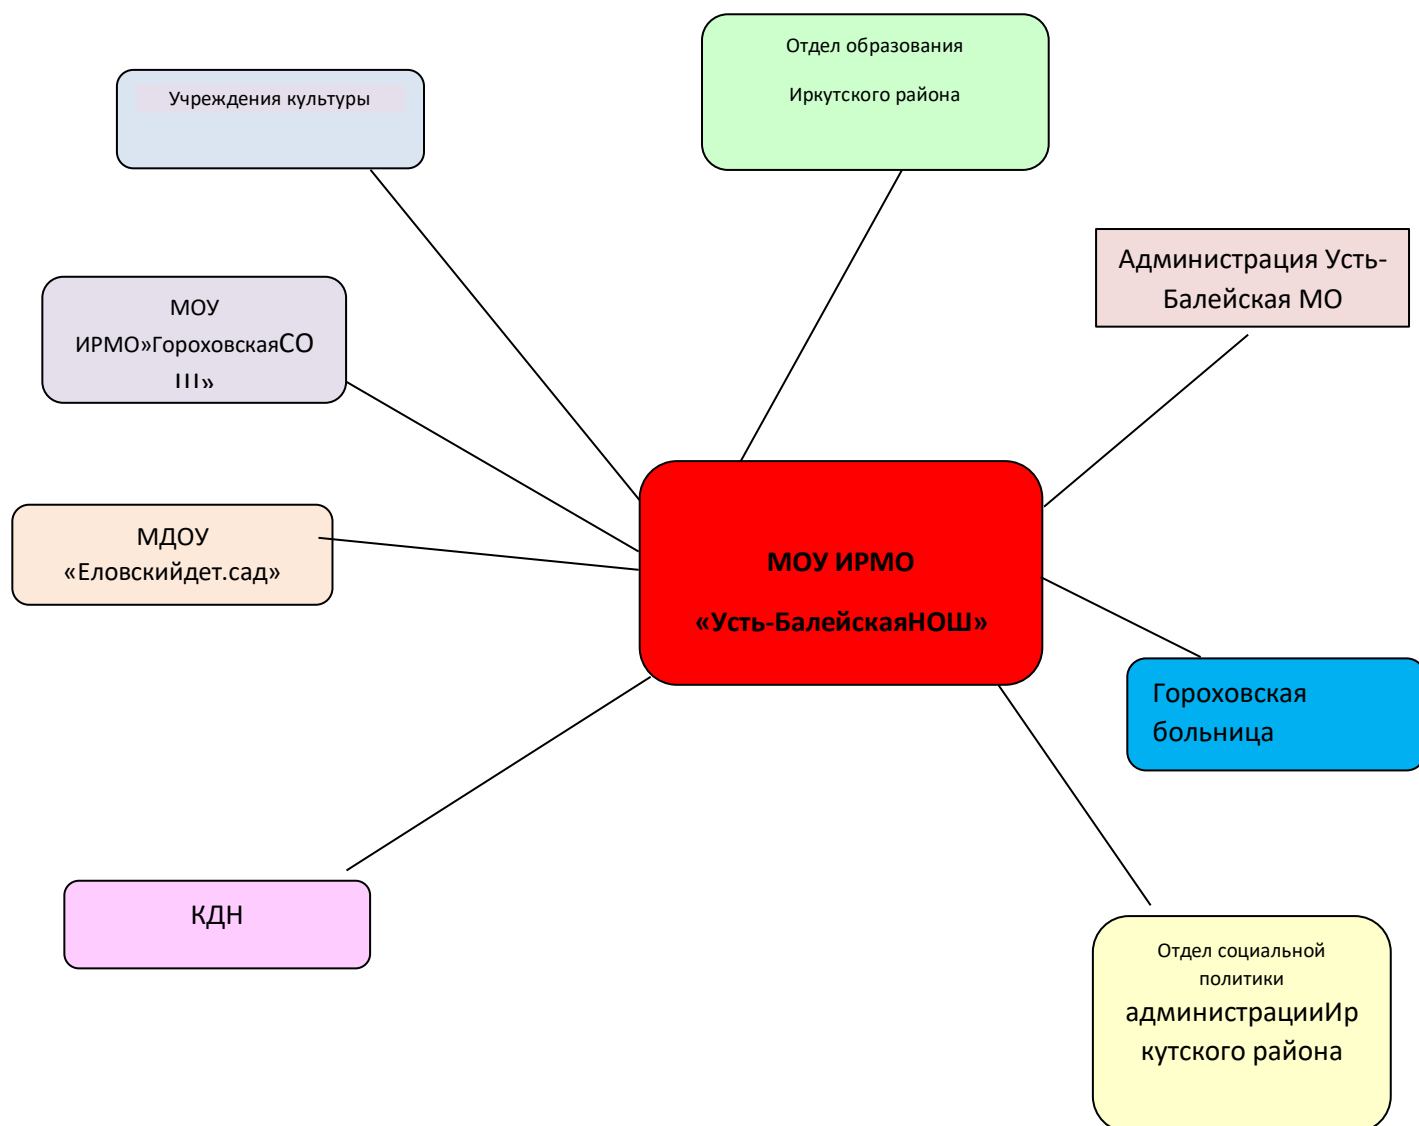 Отдел образования
Иркутского района
Учреждения культуры
Администрация Усть-
Балейская МО
МОУ
ИРМО»ГороховскаяСО
Ш»
МДОУ
«Еловскийдет.сад»
МОУ ИРМО
«Усть-БалейскаяНОШ»
Гороховская
больница
КДН
Отдел социальной
политики
администрацииИр
кутского района